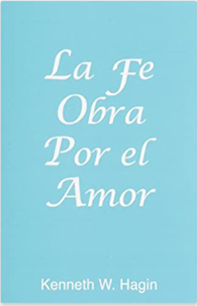 La Fe
Obra
Por el
Amor
Kenneth W. Hagin